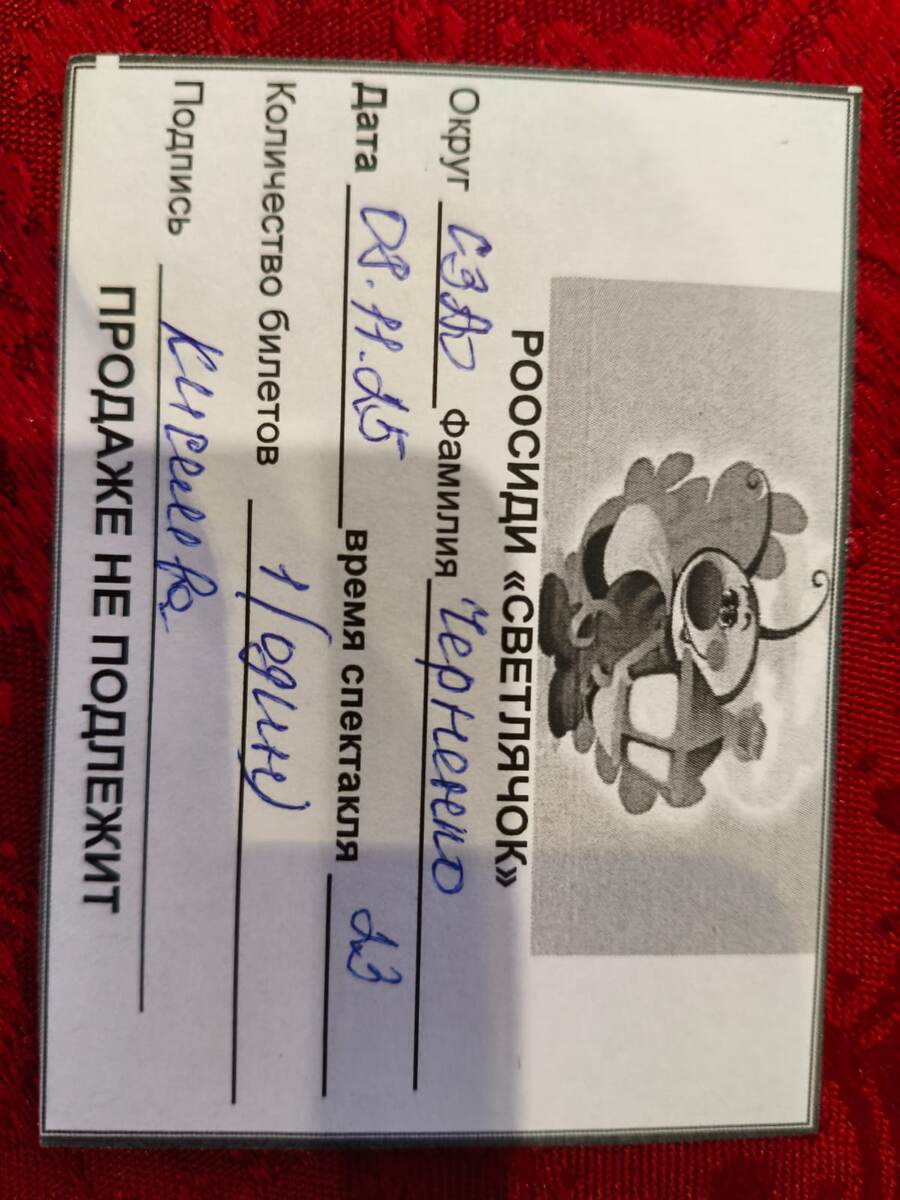 РООСИДИ «СВЕТЛЯЧОК»
Округ СЗАО Фамилия Черненко
Дата 08.11.25 время спектакля
Количество билетов 1 (один)
Подпись Киселева
ПРОДАЖЕ НЕ ПОДЛЕЖИТ